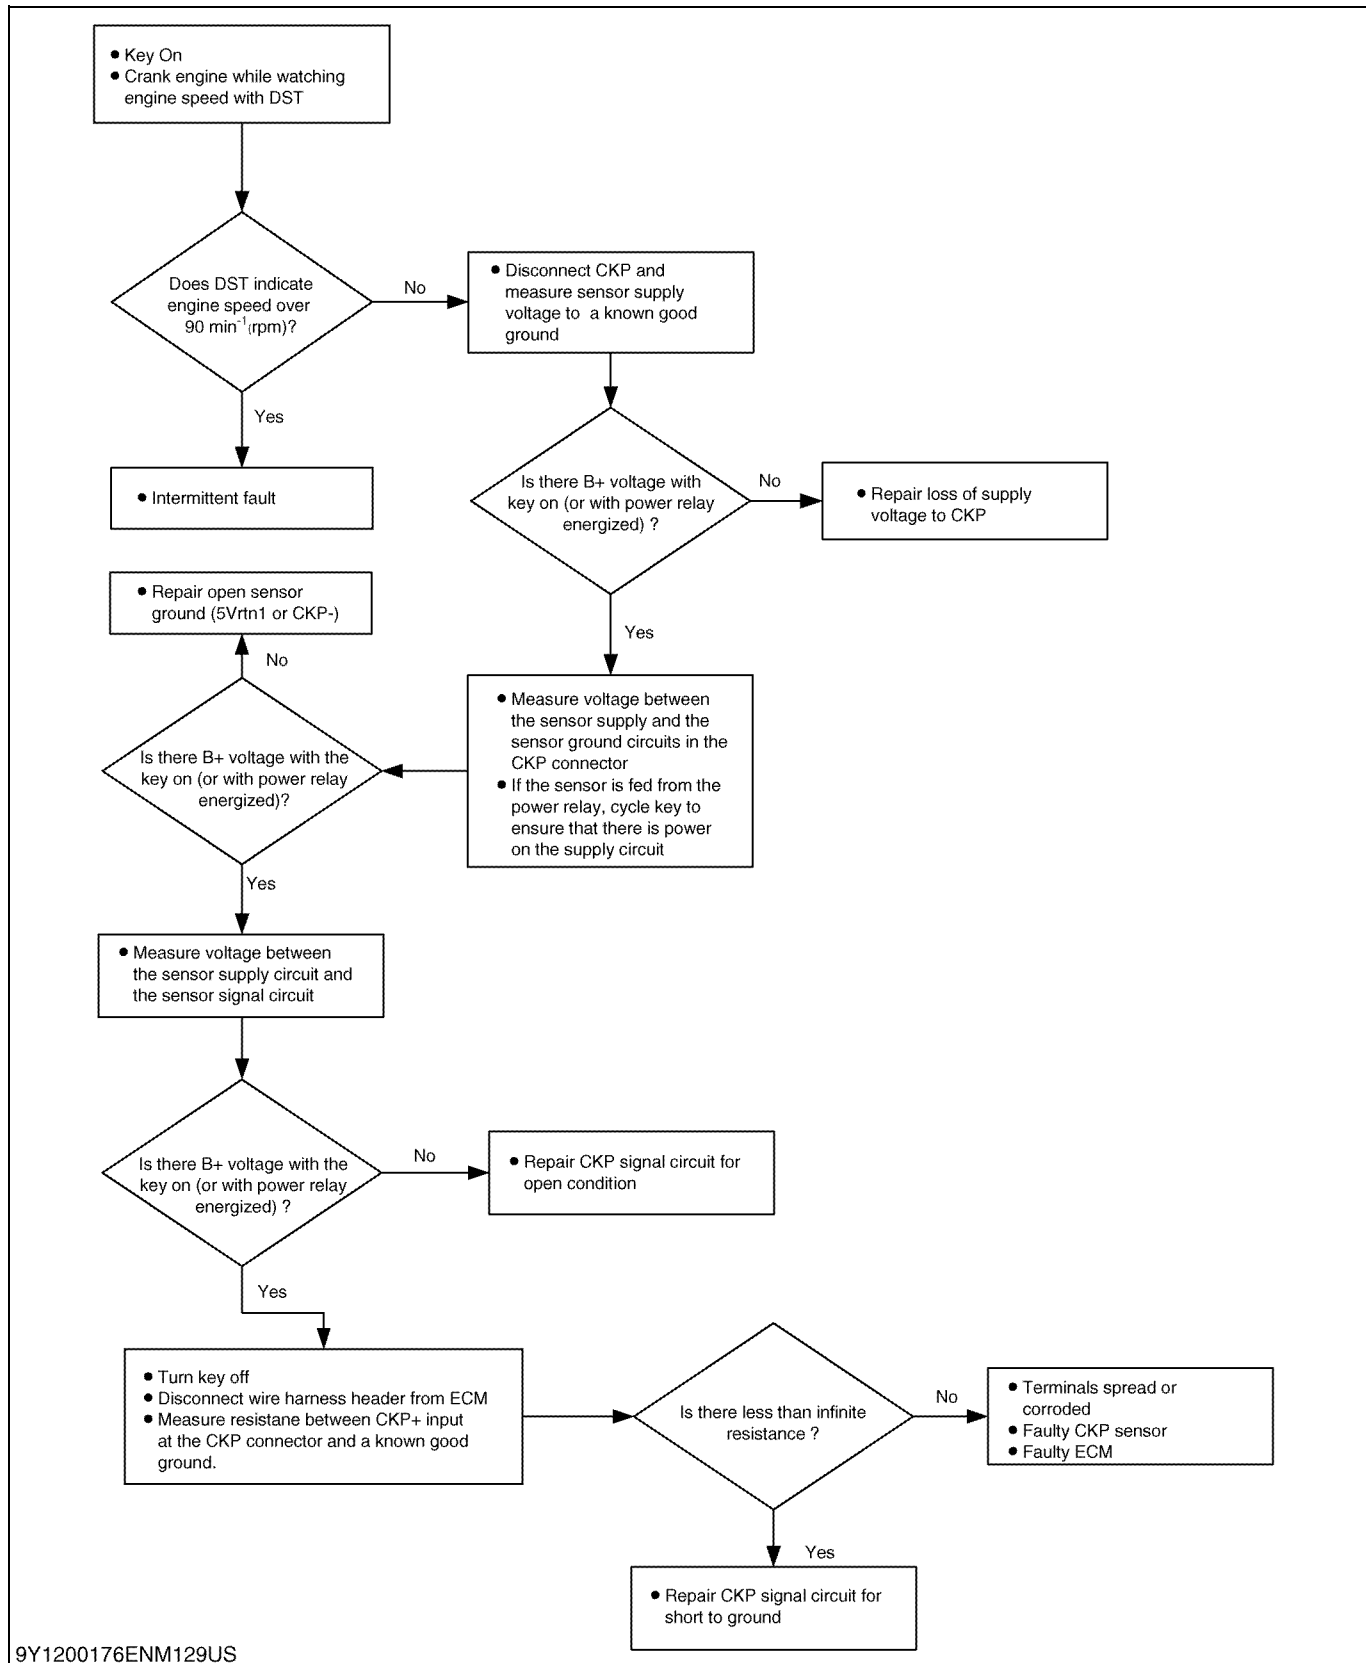 ● Key On
● Crank engine while watching
engine speed with DST
Does DST indicate
engine speed over
90 min⁻¹(rpm)?
No
● Disconnect CKP and
measure sensor supply
voltage to a known good
ground
Yes
● Intermittent fault
Is there B+ voltage with
key on (or with power relay
energized) ?
No
● Repair loss of supply
voltage to CKP
Yes
● Repair open sensor
ground (5Vrtn1 or CKP-)
No
● Measure voltage between
the sensor supply and the
sensor ground circuits in the
CKP connector
● If the sensor is fed from the
power relay, cycle key to
ensure that there is power
on the supply circuit
Is there B+ voltage with the
key on (or with power relay
energized)?
Yes
● Measure voltage between
the sensor supply circuit and
the sensor signal circuit
Is there B+ voltage with the
key on (or with power relay
energized) ?
No
● Repair CKP signal circuit for
open condition
Yes
● Turn key off
● Disconnect wire harness header from ECM
● Measure resistane between CKP+ input
at the CKP connector and a known good
ground.
Is there less than infinite
resistance ?
No
● Terminals spread or
corroded
● Faulty CKP sensor
● Faulty ECM
Yes
● Repair CKP signal circuit for
short to ground
9Y1200176ENM129US